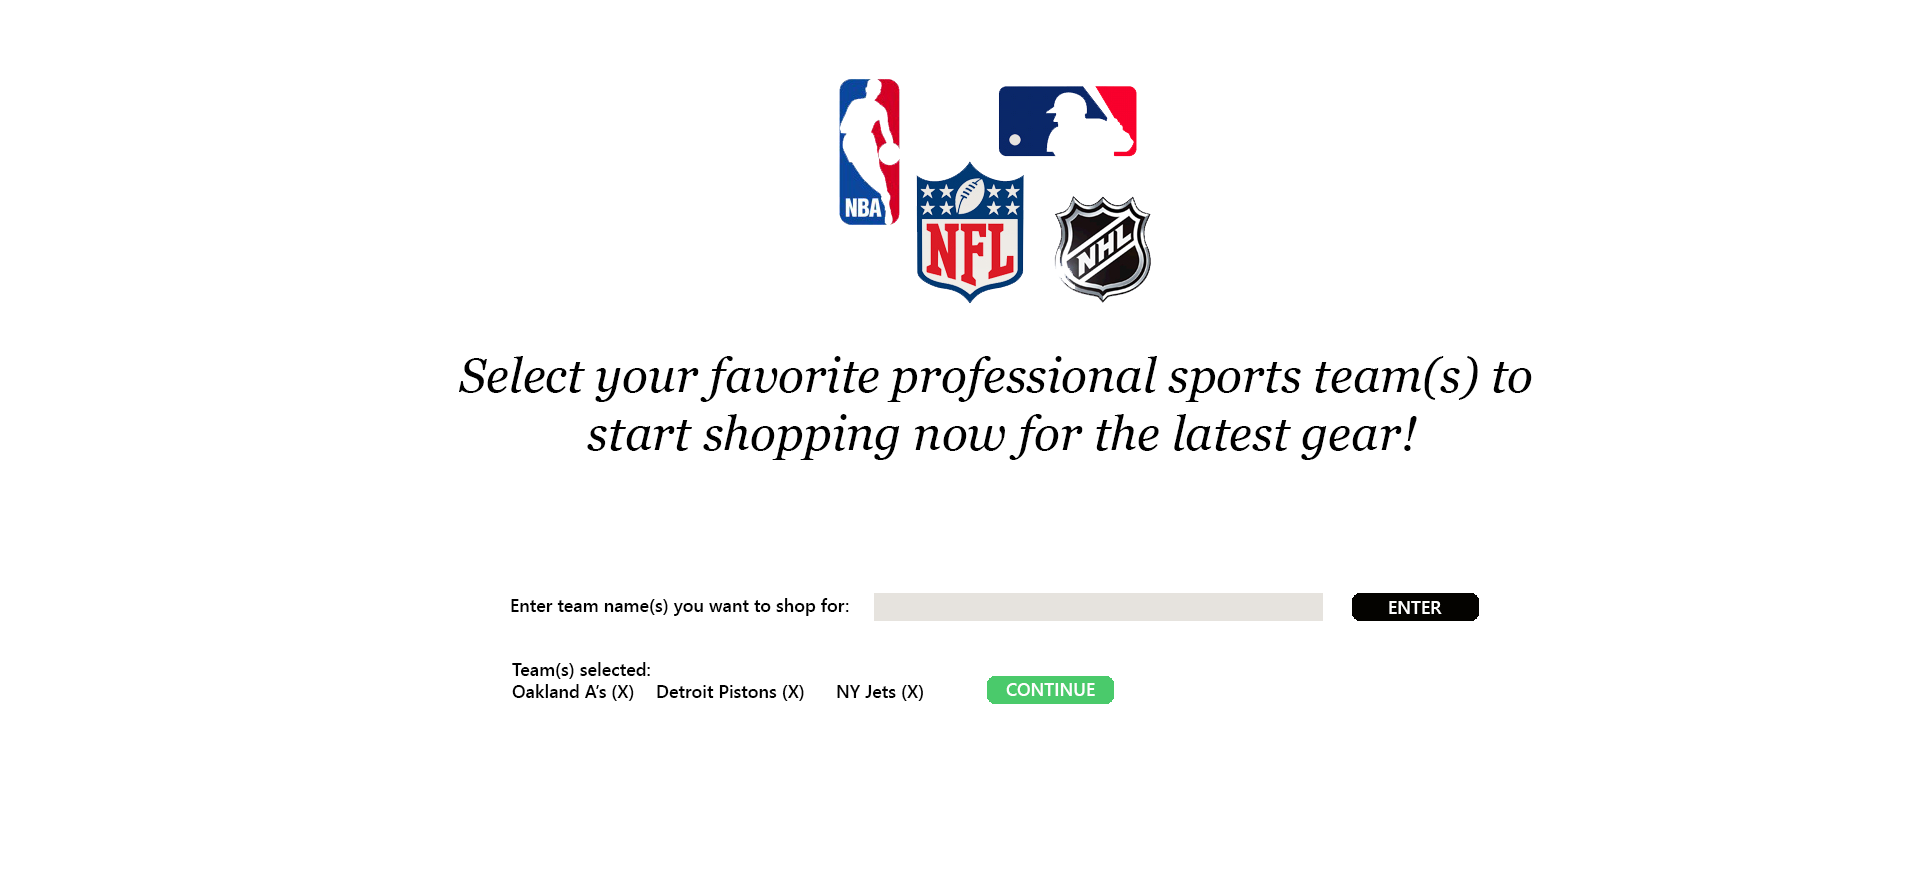 NBA
NFL
NHL
Select your favorite professional sports team(s) to
start shopping now for the latest gear!
Enter team name(s) you want to shop for:
ENTER
Team(s) selected:
Oakland A's (X) Detroit Pistons (X) NY Jets (X)
CONTINUE